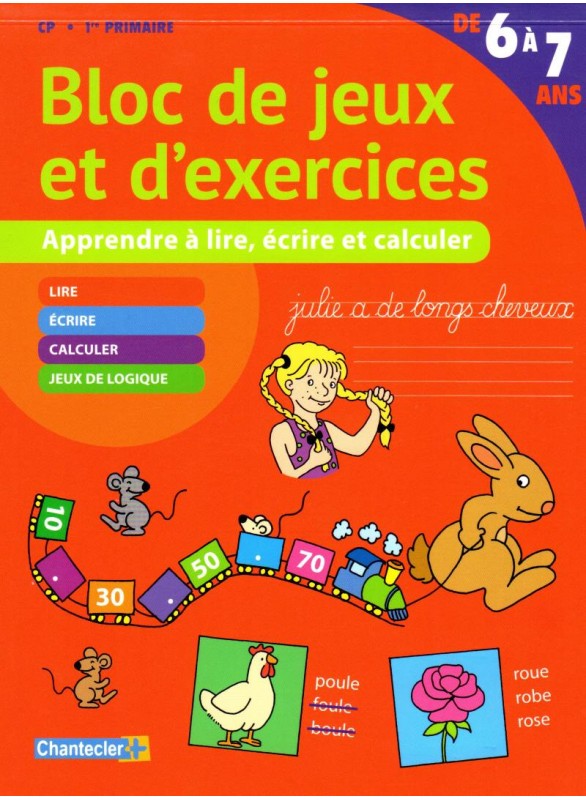 CP • 1re PRIMAIRE
DE 6 À 7 ANS
Bloc de jeux
et d'exercices
Apprendre à lire, écrire et calculer
LIRE
ÉCRIRE
CALCULER
JEUX DE LOGIQUE
julie a de longs cheveux
10
.
30
50
.
70
poule
foule
boule
roue
robe
rose
Chantecler+